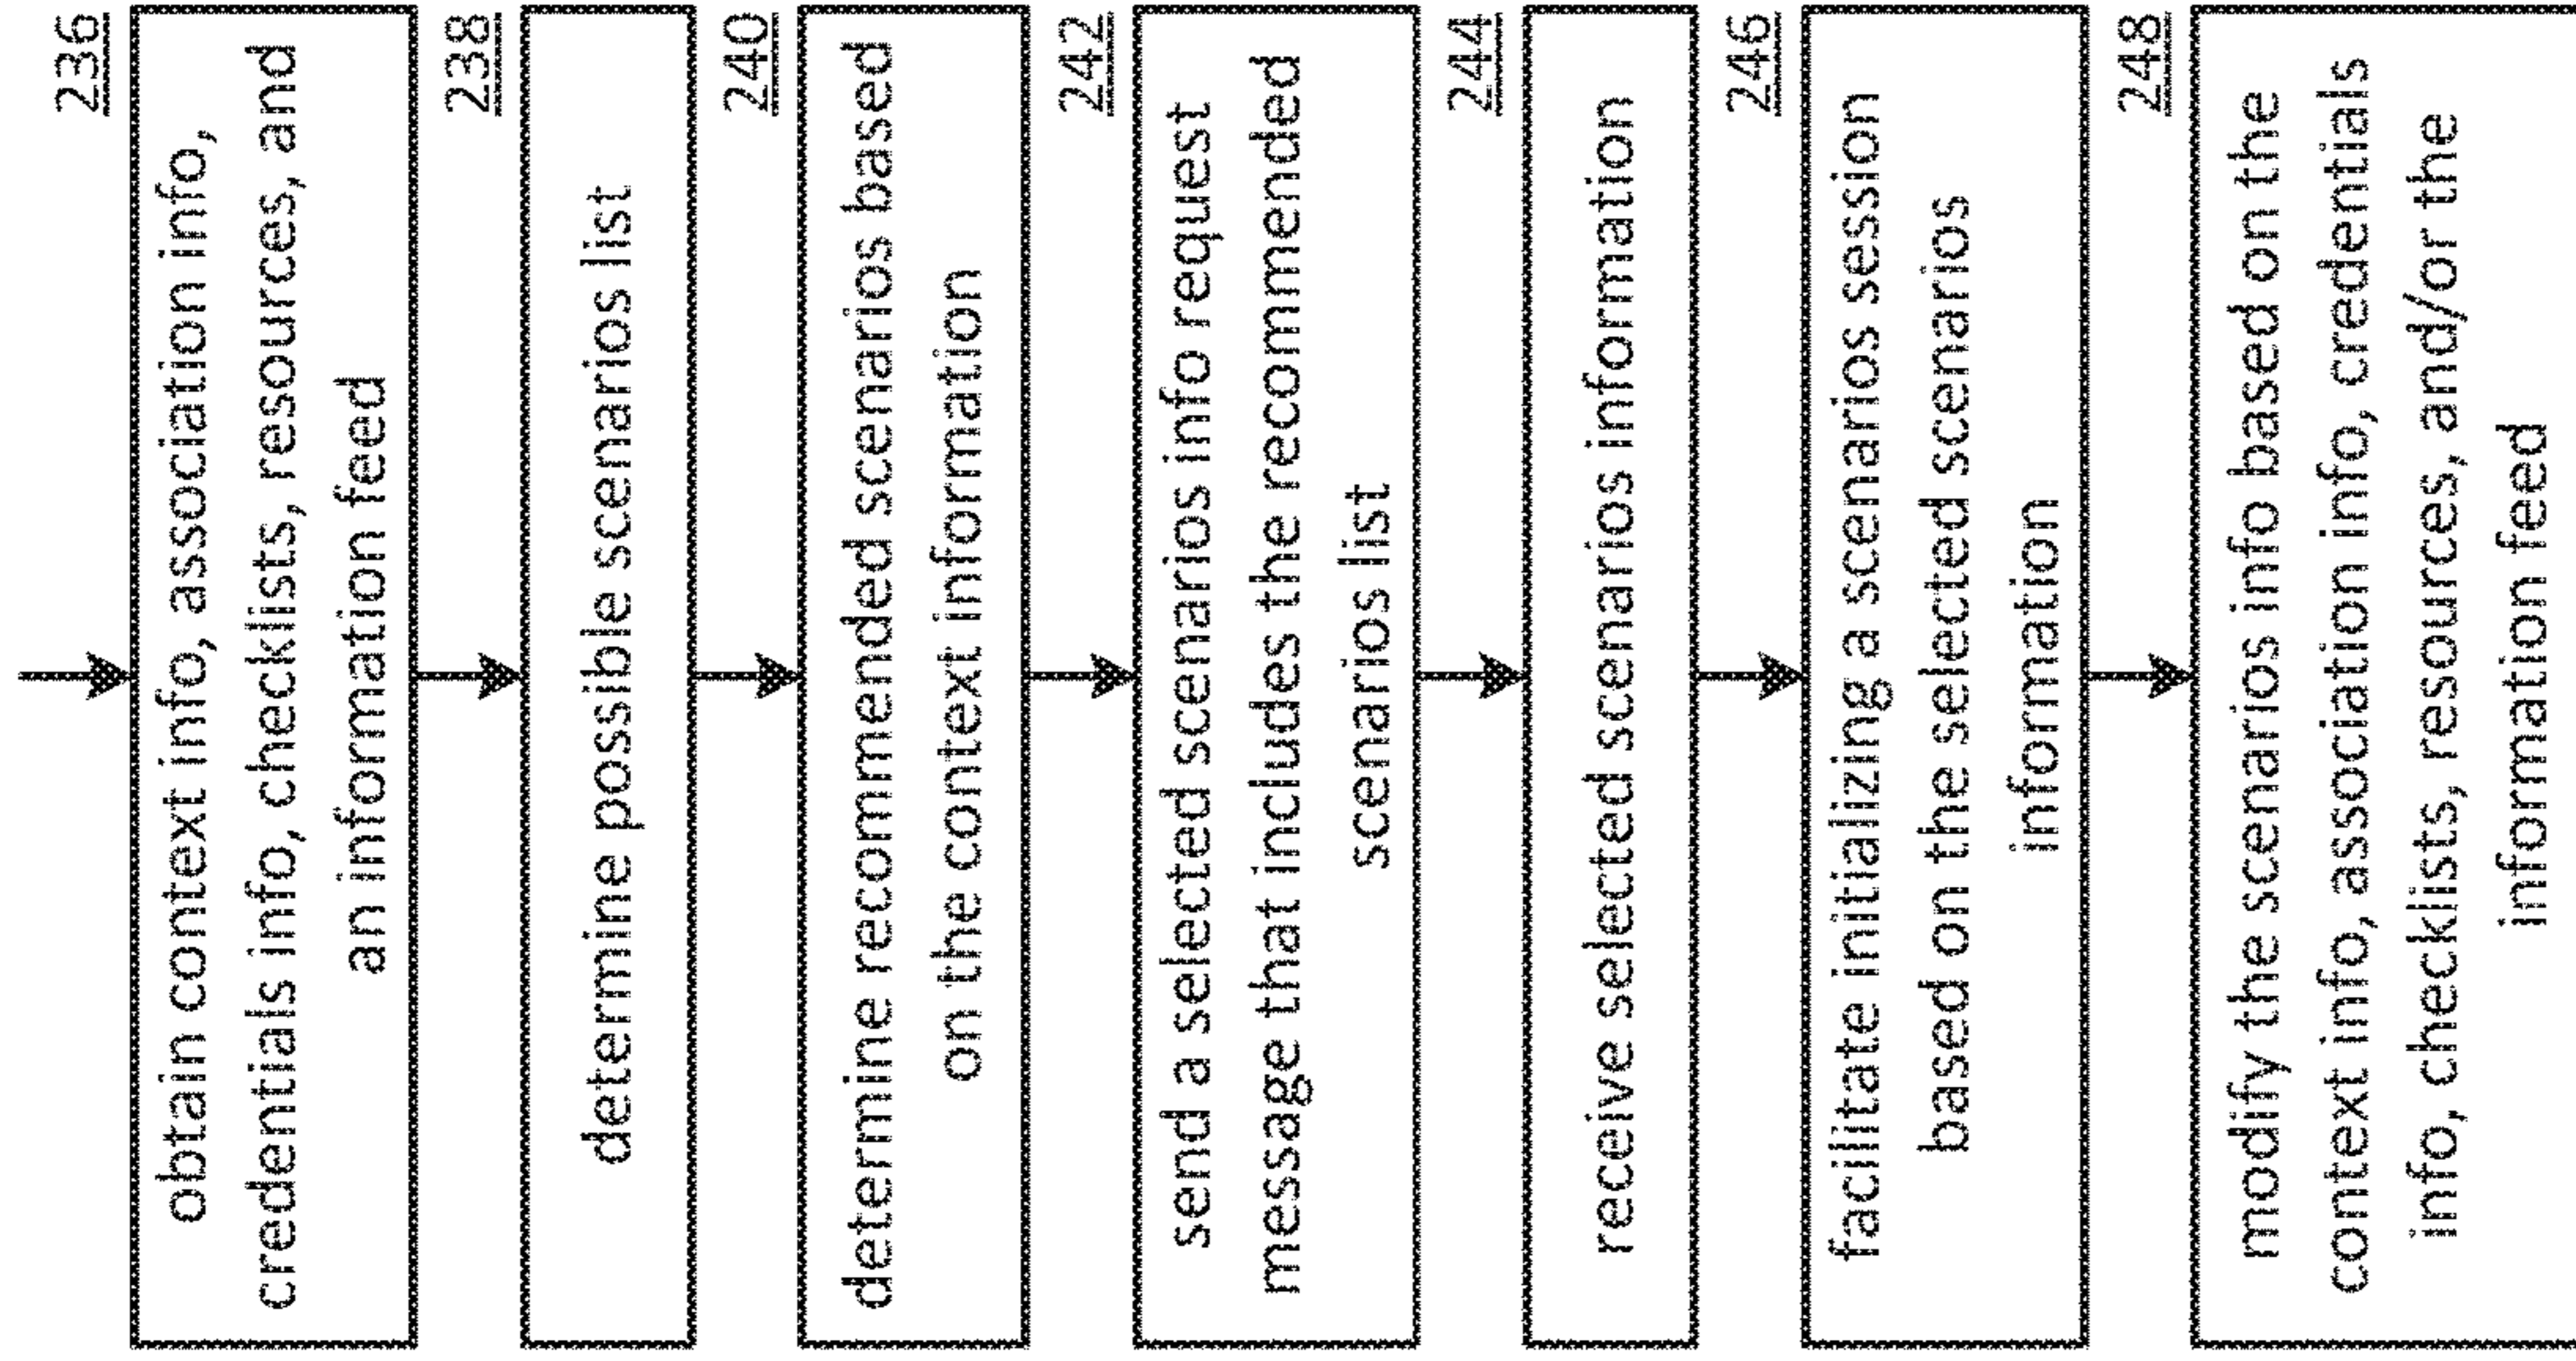 236
obtain context info, association info,
credentials info, checklists, resources, and
an information feed
238
determine possible scenarios list
240
determine recommended scenarios based
on the context information
242
send a selected scenarios info request
message that includes the recommended
scenarios list
244
receive selected scenarios information
246
facilitate initializing a scenarios session
based on the selected scenarios
information
248
modify the scenarios info based on the
context info, association info, credentials
info, checklists, resources, and/or the
information feed